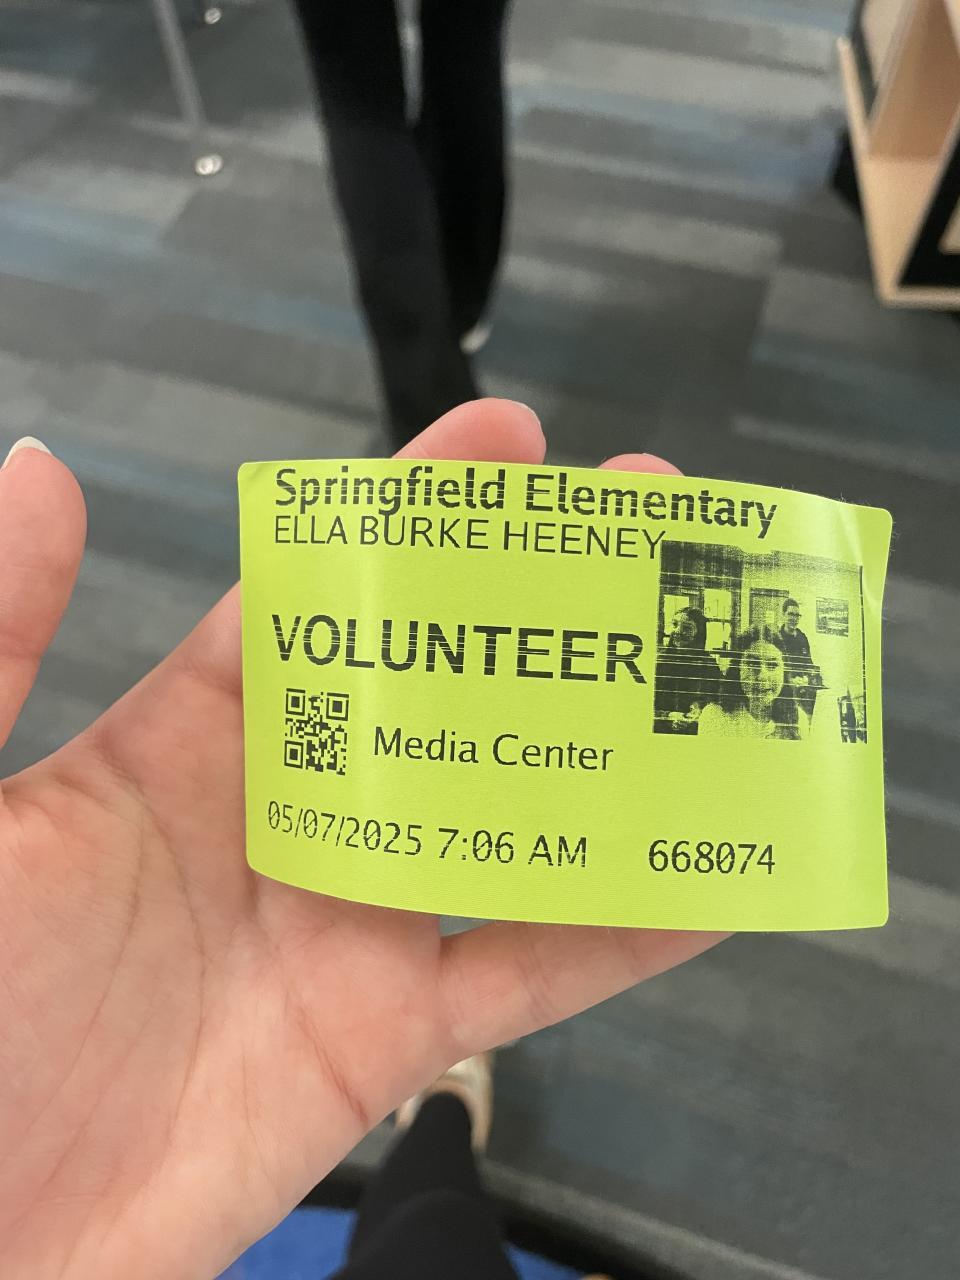 Springfield Elementary
ELLA BURKE HEENEY
VOLUNTEER
Media Center
05/07/2025 7:06 AM 668074